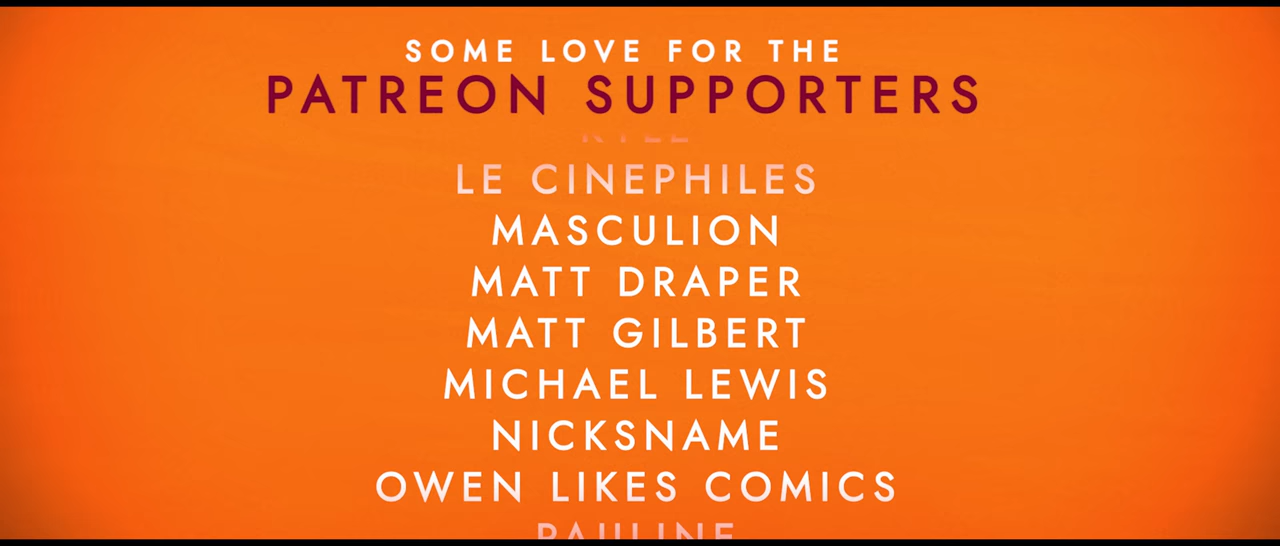 SOME LOVE FOR THE
PATREON SUPPORTERS
LE CINEPHILES
MASCULION
MATT DRAPER
MATT GILBERT
MICHAEL LEWIS
NICKSNAME
OWEN LIKES COMICS
PAULINE